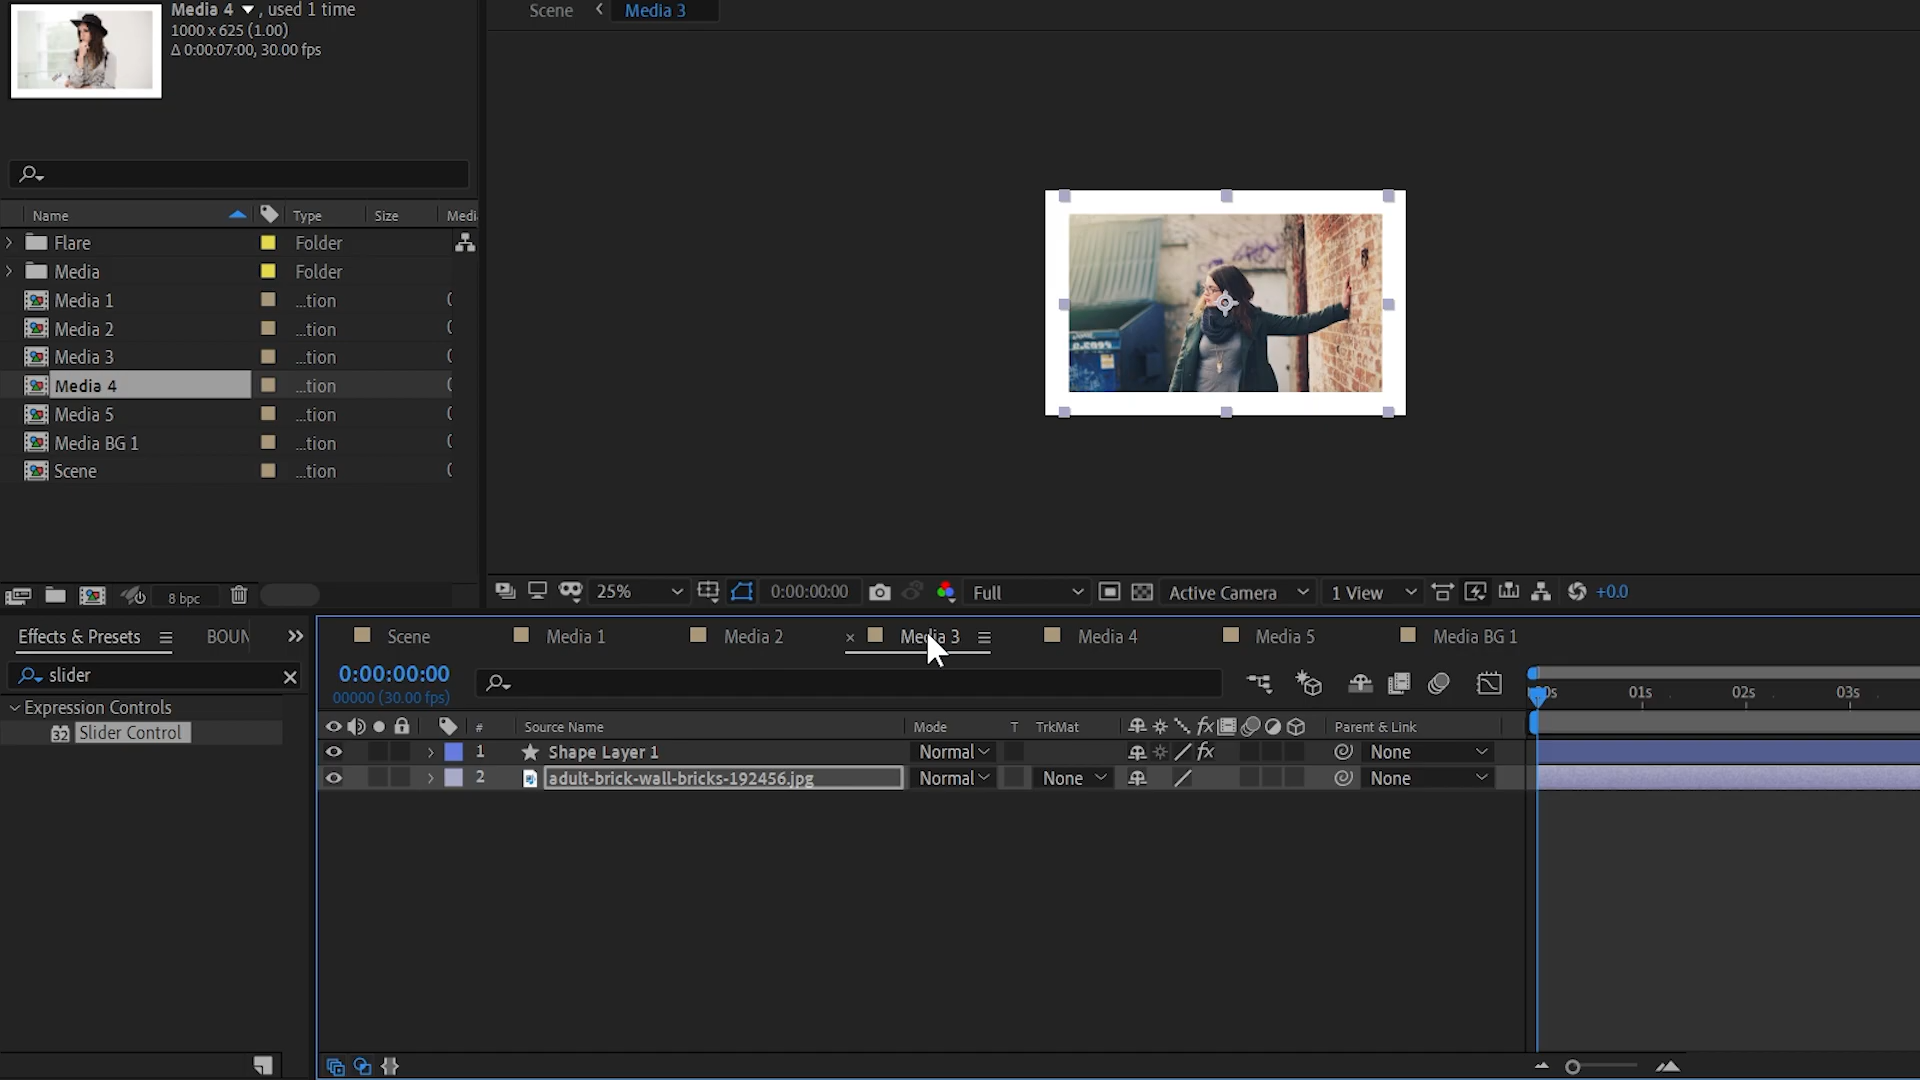 Media 4 , used 1 time
1000 x 625 (1.00)
Δ 0:00:07:00, 30.00 fps
Scene Media 3
Name Type Size Medi
Flare Folder
Media Folder
Media 1 ...tion
Media 2 ...tion
Media 3 ...tion
Media 4 ...tion
Media 5 ...tion
Media BG 1 ...tion
Scene ...tion
8 bpc
25% 0:00:00:00 Full Active Camera 1 View +0.0
Effects & Presets BOUN
slider
Expression Controls
32 Slider Control
Scene Media 1 Media 2 Media 3 Media 4 Media 5 Media BG 1
0:00:00:00
00000 (30.00 fps)
01s 02s 03s
# Source Name Mode T TrkMat fx Parent & Link
1 Shape Layer 1 Normal fx None
2 adult-brick-wall-bricks-192456.jpg Normal None None